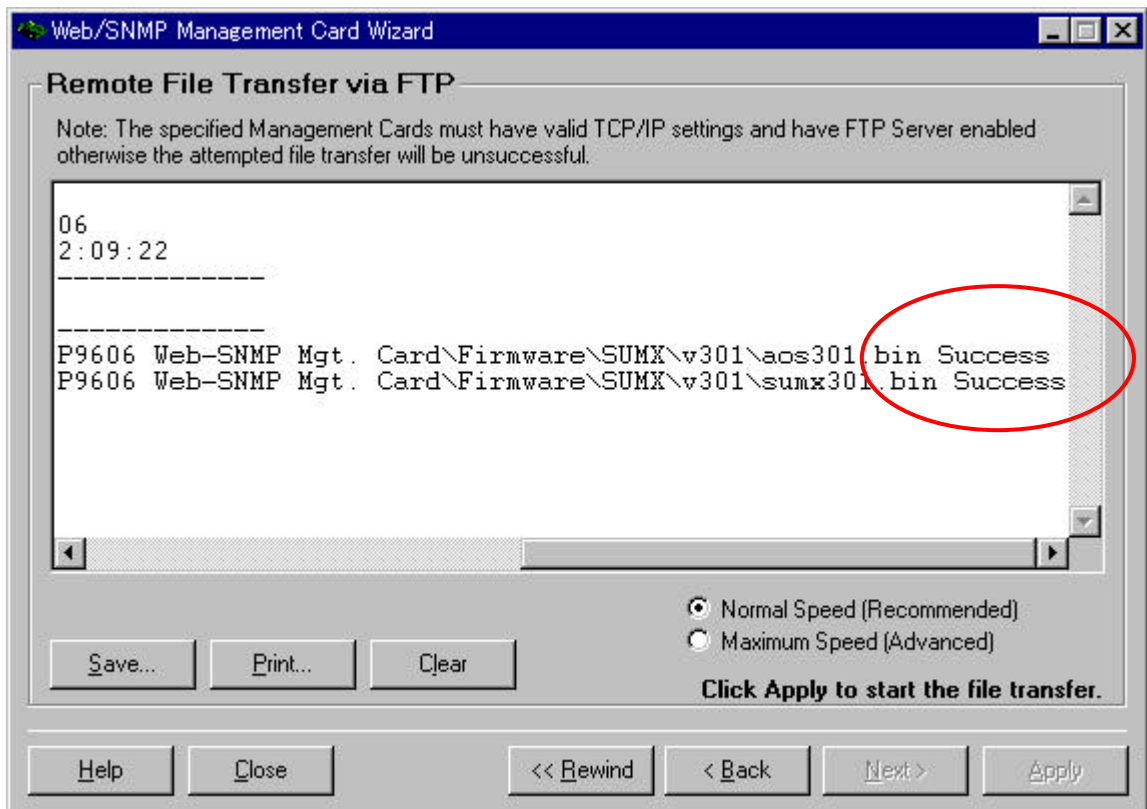 Web/SNMP Management Card Wizard
Remote File Transfer via FTP
Note: The specified Management Cards must have valid TCP/IP settings and have FTP Server enabled
otherwise the attempted file transfer will be unsuccessful.
06
2:09:22
-------------
-------------
P9606 Web-SNMP Mgt. Card\Firmware\SUMX\v301\aos301.bin Success
P9606 Web-SNMP Mgt. Card\Firmware\SUMX\v301\sumx301.bin Success
Normal Speed (Recommended)
Maximum Speed (Advanced)
Save... Print... Clear
Click Apply to start the file transfer.
Help Close << Rewind < Back Next > Apply